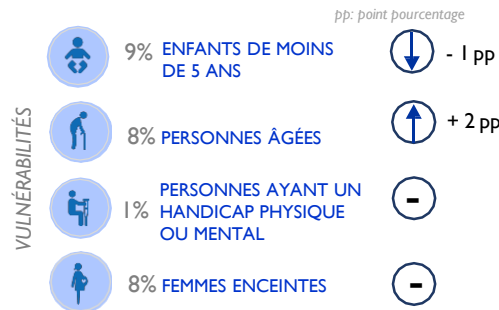 pp: point pourcentage
VULNÉRABILITÉS
9% ENFANTS DE MOINS
DE 5 ANS
- 1 pp
8% PERSONNES ÂGÉES
+ 2 pp
PERSONNES AYANT UN
1% HANDICAP PHYSIQUE
OU MENTAL
-
8% FEMMES ENCEINTES
-